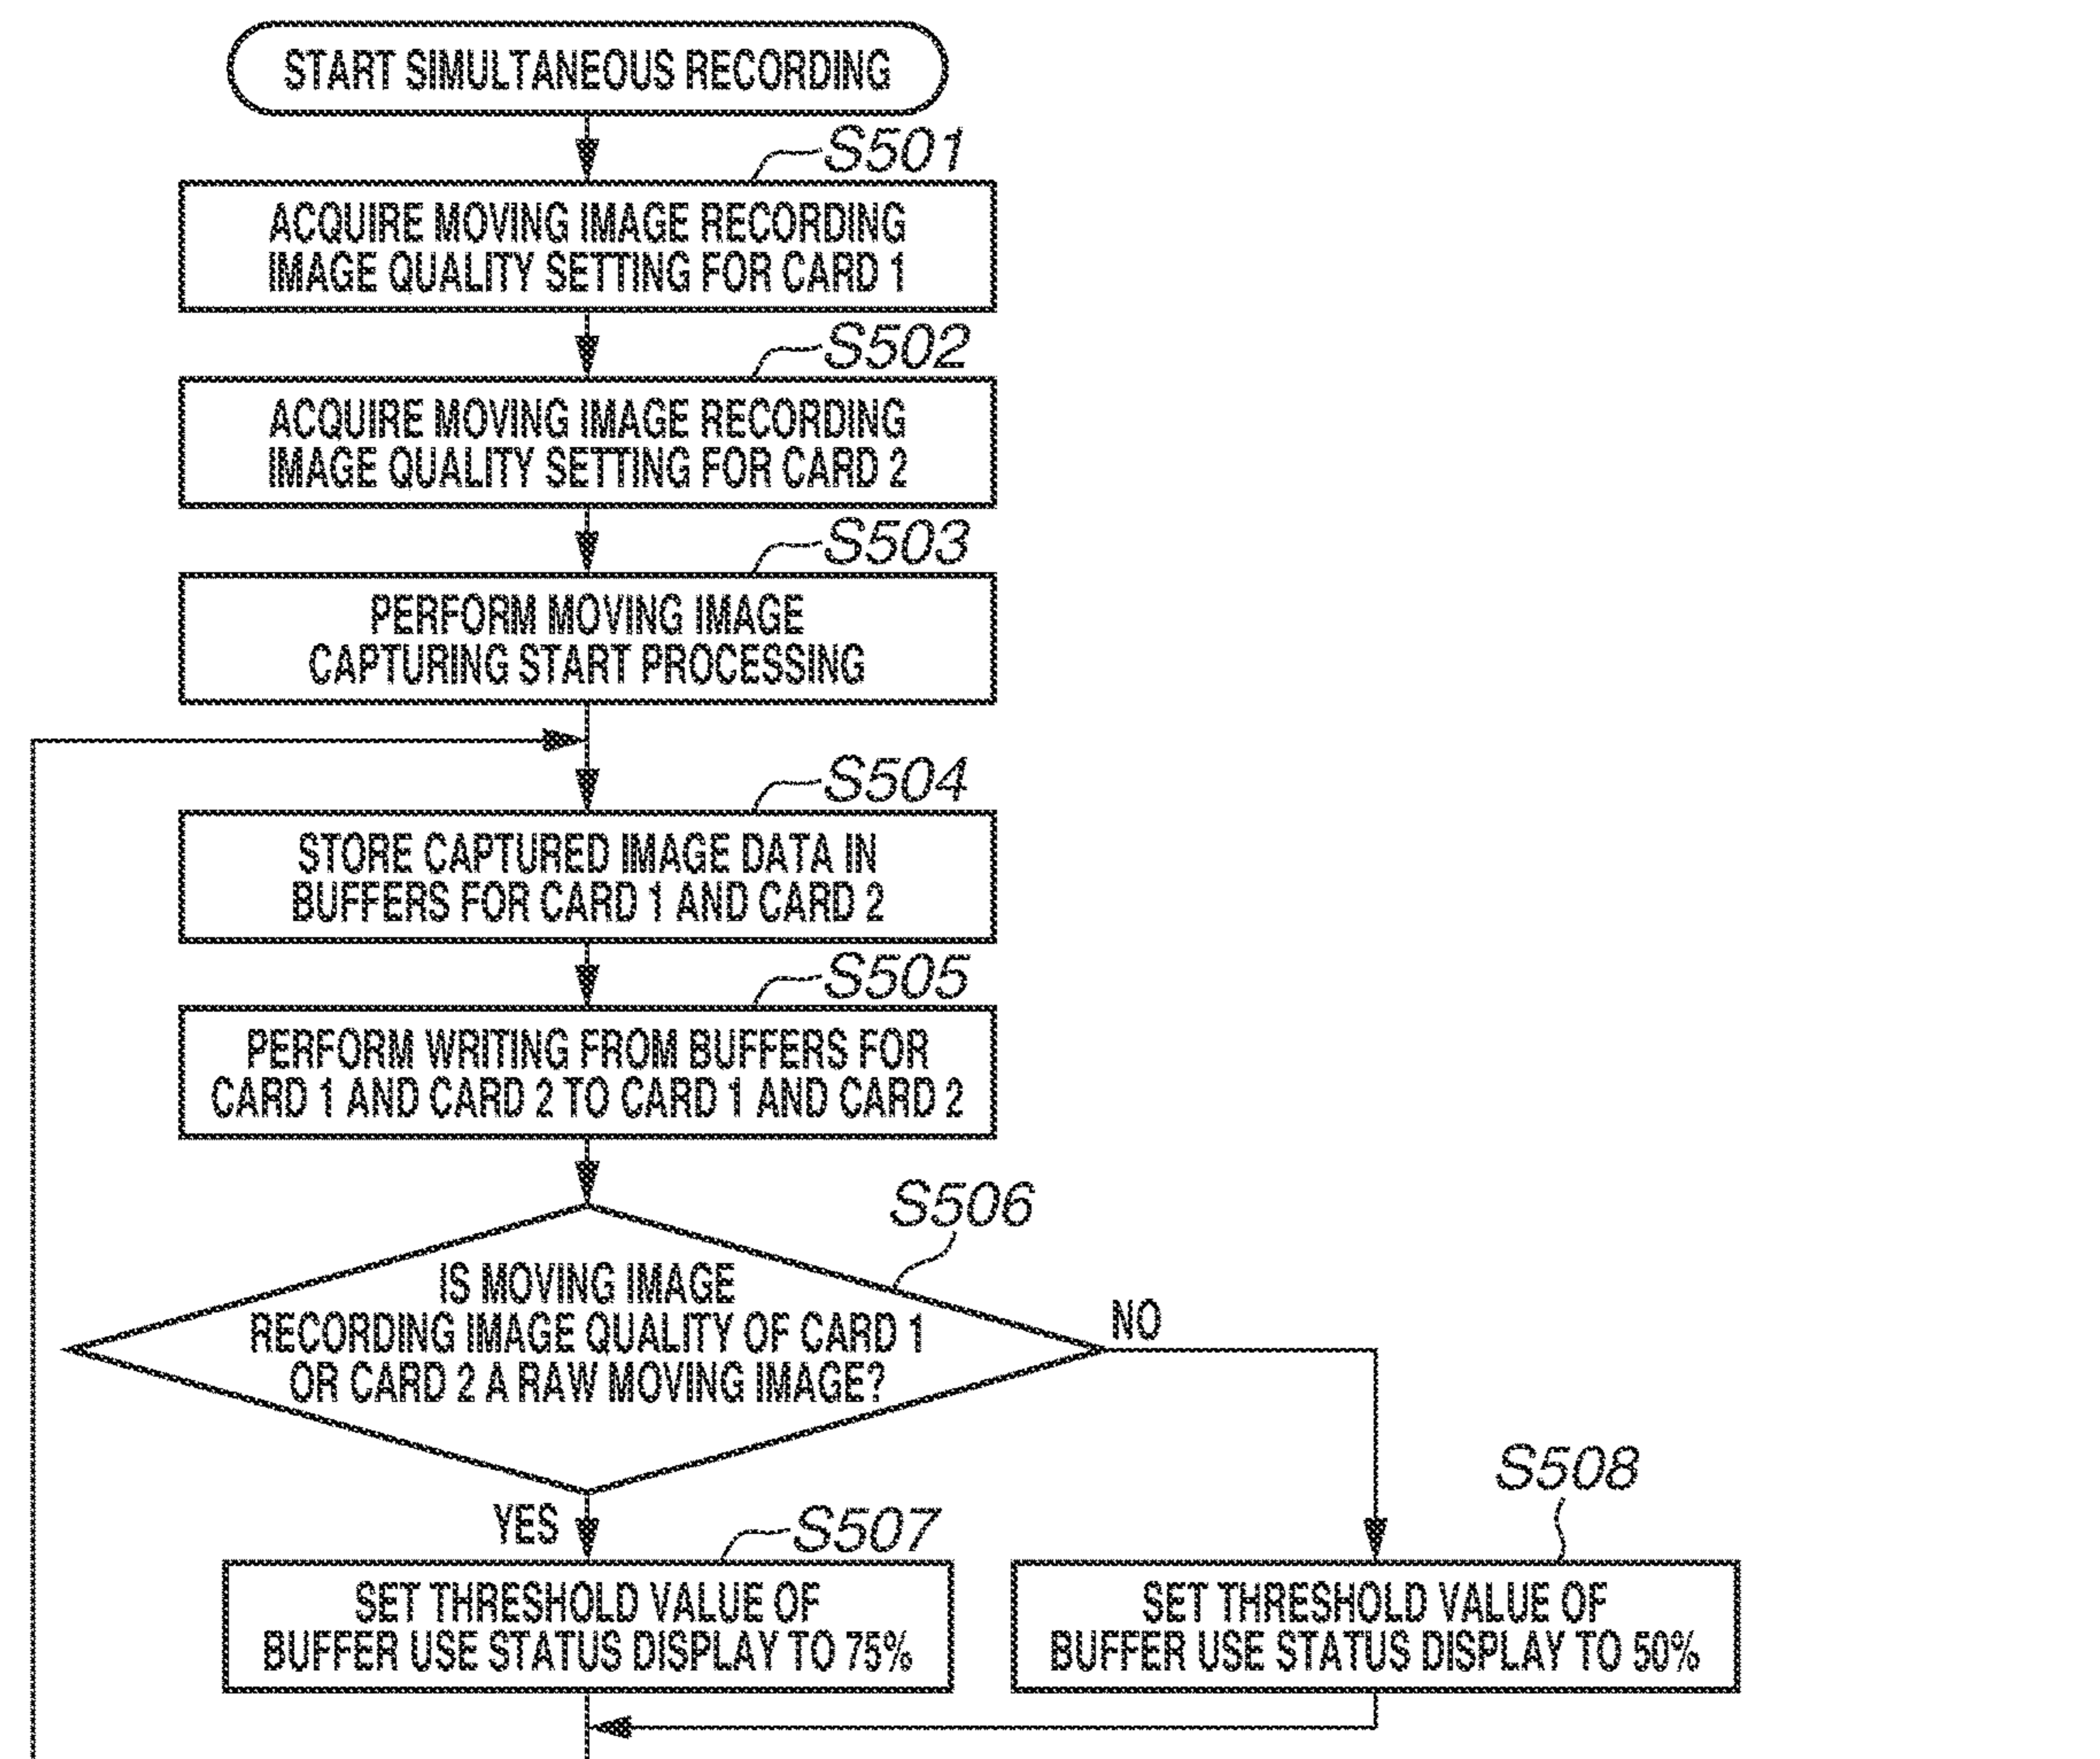 START SIMULTANEOUS RECORDING
S501
ACQUIRE MOVING IMAGE RECORDING
IMAGE QUALITY SETTING FOR CARD 1
S502
ACQUIRE MOVING IMAGE RECORDING
IMAGE QUALITY SETTING FOR CARD 2
S503
PERFORM MOVING IMAGE
CAPTURING START PROCESSING
S504
STORE CAPTURED IMAGE DATA IN
BUFFERS FOR CARD 1 AND CARD 2
S505
PERFORM WRITING FROM BUFFERS FOR
CARD 1 AND CARD 2 TO CARD 1 AND CARD 2
S506
IS MOVING IMAGE
RECORDING IMAGE QUALITY OF CARD 1
OR CARD 2 A RAW MOVING IMAGE?
NO
YES
S507
SET THRESHOLD VALUE OF
BUFFER USE STATUS DISPLAY TO 75%
S508
SET THRESHOLD VALUE OF
BUFFER USE STATUS DISPLAY TO 50%